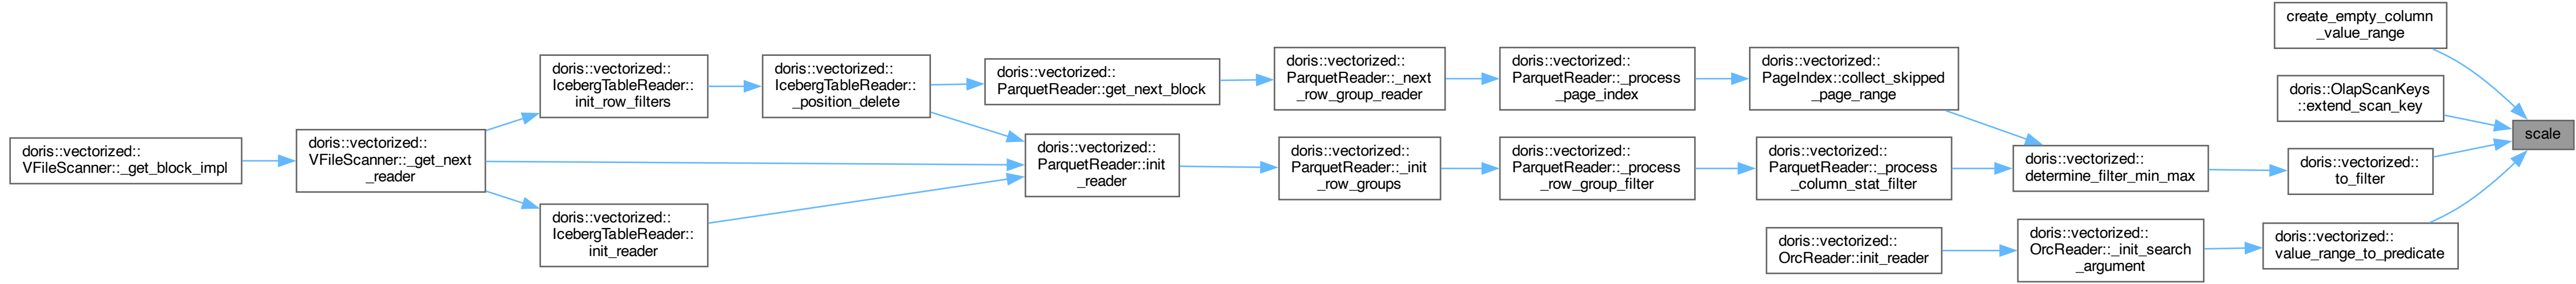 doris::vectorized::
VFileScanner::_get_block_impl
doris::vectorized::
VFileScanner::_get_next
_reader
doris::vectorized::
IcebergTableReader::
init_row_filters
doris::vectorized::
IcebergTableReader::
_position_delete
doris::vectorized::
ParquetReader::get_next_block
doris::vectorized::
ParquetReader::_next
_row_group_reader
doris::vectorized::
ParquetReader::_process
_page_index
doris::vectorized::
PageIndex::collect_skipped
_page_range
doris::vectorized::
ParquetReader::init
_reader
doris::vectorized::
ParquetReader::_init
_row_groups
doris::vectorized::
ParquetReader::_process
_row_group_filter
doris::vectorized::
ParquetReader::_process
_column_stat_filter
doris::vectorized::
determine_filter_min_max
doris::vectorized::
IcebergTableReader::
init_reader
doris::vectorized::
OrcReader::init_reader
doris::vectorized::
OrcReader::_init_search
_argument
create_empty_column
_value_range
doris::OlapScanKeys
::extend_scan_key
doris::vectorized::
to_filter
doris::vectorized::
value_range_to_predicate
scale